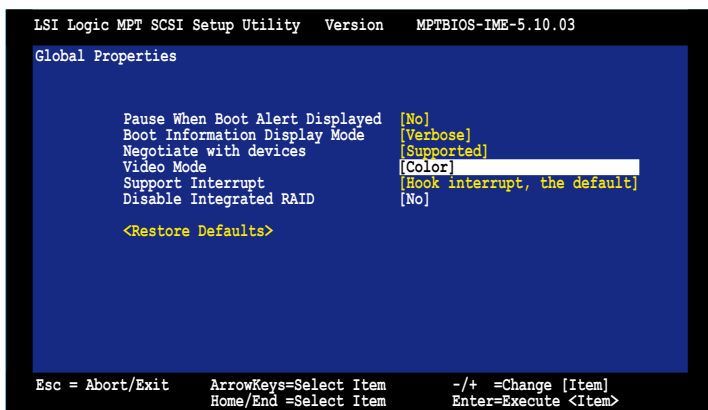 LSI Logic MPT SCSI Setup Utility Version MPTBIOS-IME-5.10.03
Global Properties
Pause When Boot Alert Displayed [No]
Boot Information Display Mode [Verbose]
Negotiate with devices [Supported]
Video Mode [Color]
Support Interrupt [Hook interrupt, the default]
Disable Integrated RAID [No]
<Restore Defaults>
Esc = Abort/Exit ArrowKeys=Select Item -/+ =Change [Item]
Home/End =Select Item Enter=Execute <Item>